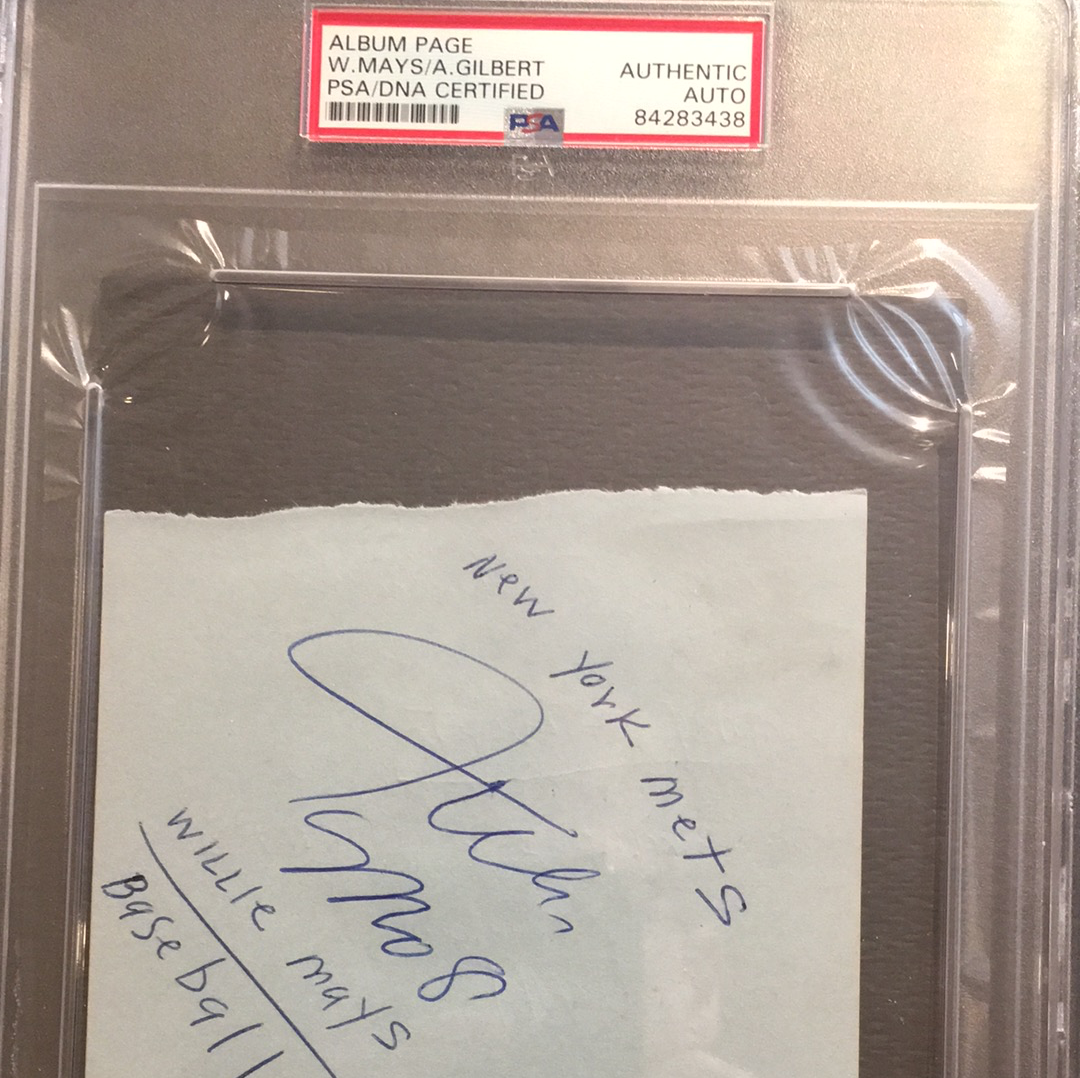 ALBUM PAGE
W.MAYS/A.GILBERT
PSA/DNA CERTIFIED
AUTHENTIC
AUTO
84283438
PSA
New York mets
WILLIE mays
Baseball